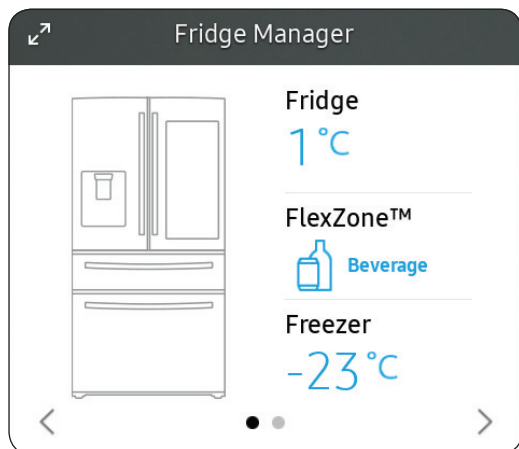 Fridge Manager
Fridge
1 °C
FlexZone™
Beverage
Freezer
-23 °C